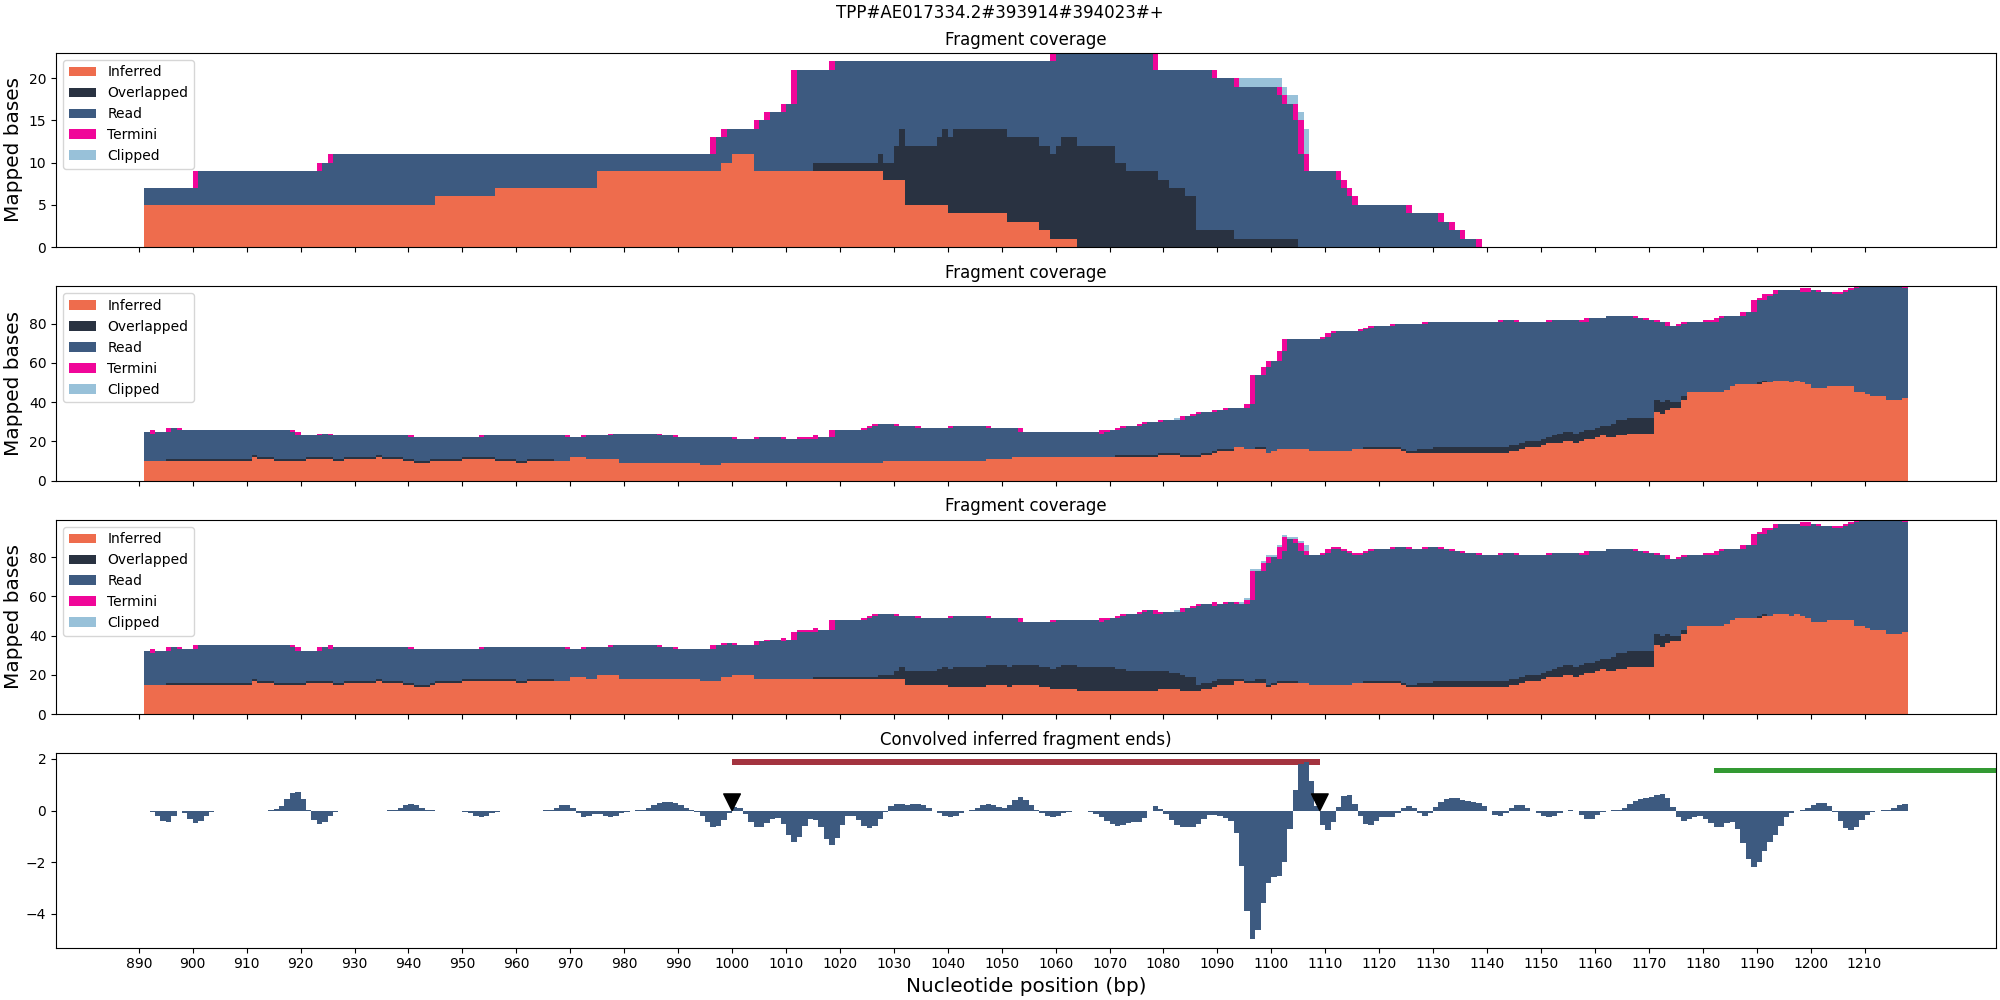 TPP#AE017334.2#393914#394023#+
Fragment coverage
Mapped bases
20
15
10
5
0
Inferred
Overlapped
Read
Termini
Clipped
Fragment coverage
Mapped bases
80
60
40
20
0
Inferred
Overlapped
Read
Termini
Clipped
Fragment coverage
Mapped bases
80
60
40
20
0
Inferred
Overlapped
Read
Termini
Clipped
Convolved inferred fragment ends)
2
0
−2
−4
890 900 910 920 930 940 950 960 970 980 990 1000 1010 1020 1030 1040 1050 1060 1070 1080 1090 1100 1110 1120 1130 1140 1150 1160 1170 1180 1190 1200 1210
Nucleotide position (bp)